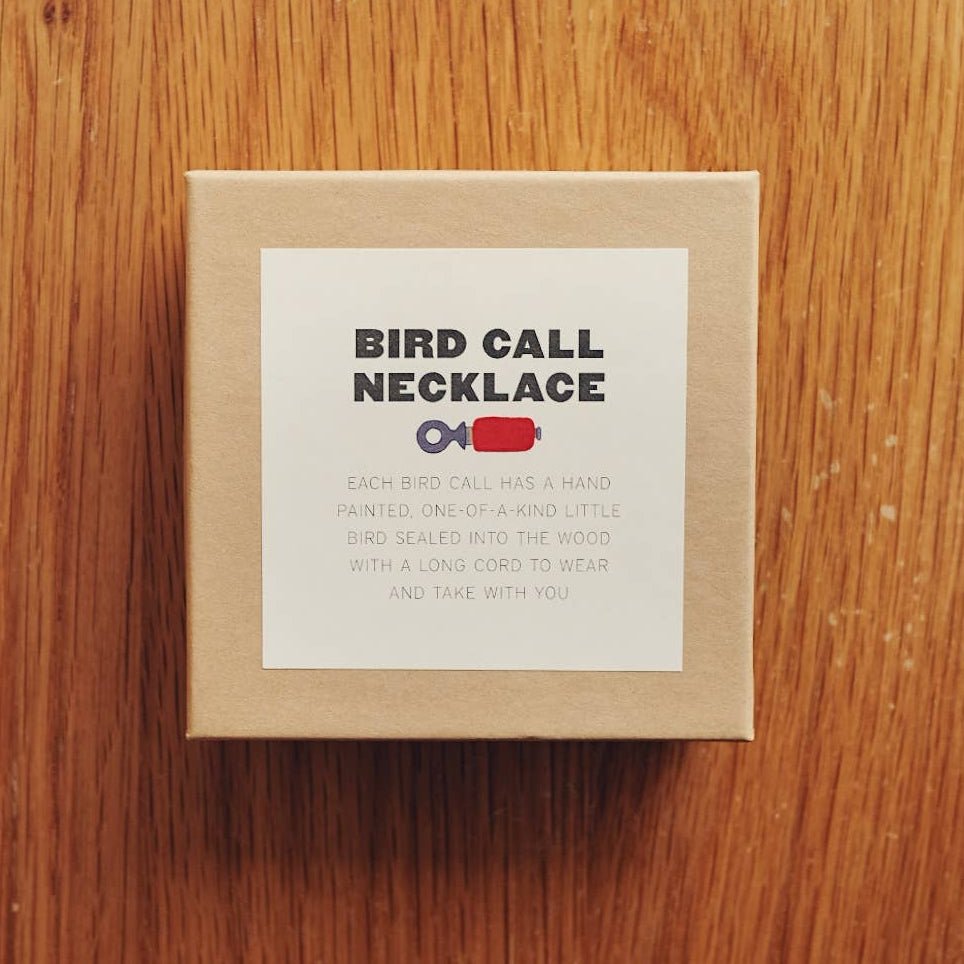 BIRD CALL
NECKLACE
EACH BIRD CALL HAS A HAND
PAINTED, ONE-OF-A-KIND LITTLE
BIRD SEALED INTO THE WOOD
WITH A LONG CORD TO WEAR
AND TAKE WITH YOU